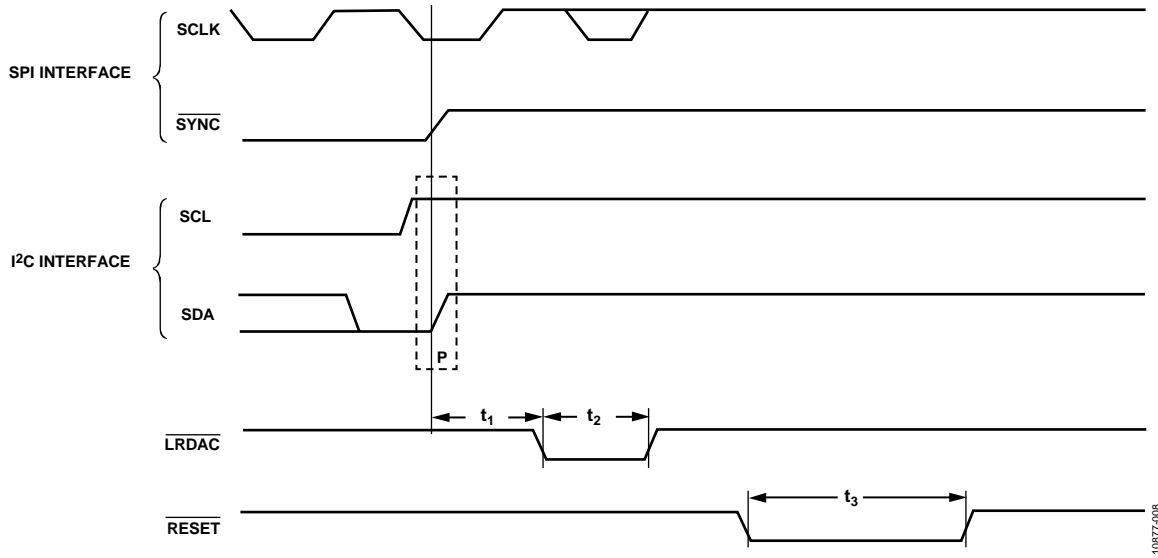 SCLK
SPI INTERFACE
SYNC
SCL
I²C INTERFACE
SDA
P
t₁
t₂
LRDAC
t₃
RESET
10877-008